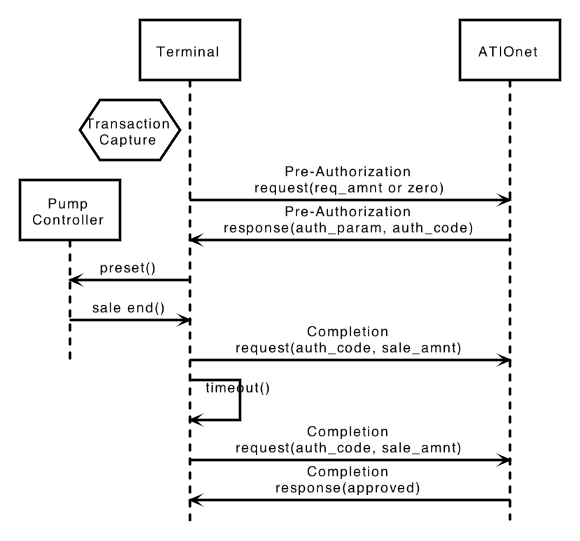 Terminal
ATIOnet
Transaction
Capture
Pre-Authorization
request(req_amnt or zero)
Pump
Controller
Pre-Authorization
response(auth_param, auth_code)
preset()
sale end()
Completion
request(auth_code, sale_amnt)
timeout()
Completion
request(auth_code, sale_amnt)
Completion
response(approved)